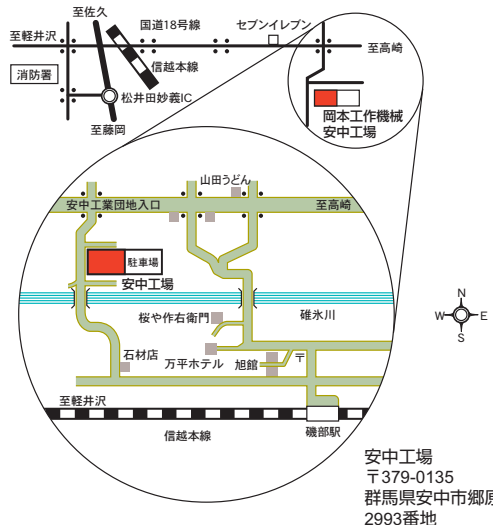 至佐久
国道18号線
セブンイレブン
至軽井沢
至高崎
信越本線
消防署
松井田妙義IC
至藤岡
岡本工作機械
安中工場
山田うどん
安中工業団地入口
至高崎
駐車場
安中工場
桜や作右衛門
碓氷川
石材店
万平ホテル
旭館
〒
至軽井沢
信越本線
磯部駅
N
W
E
S
安中工場
〒379-0135
群馬県安中市郷原
2993番地